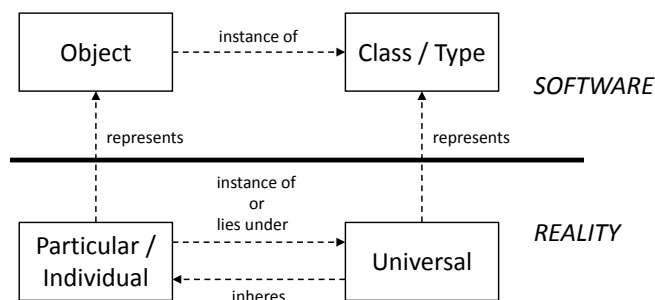 Object
instance of
Class / Type
SOFTWARE
represents
represents
instance of
or
lies under
REALITY
Particular /
Individual
Universal
inheres